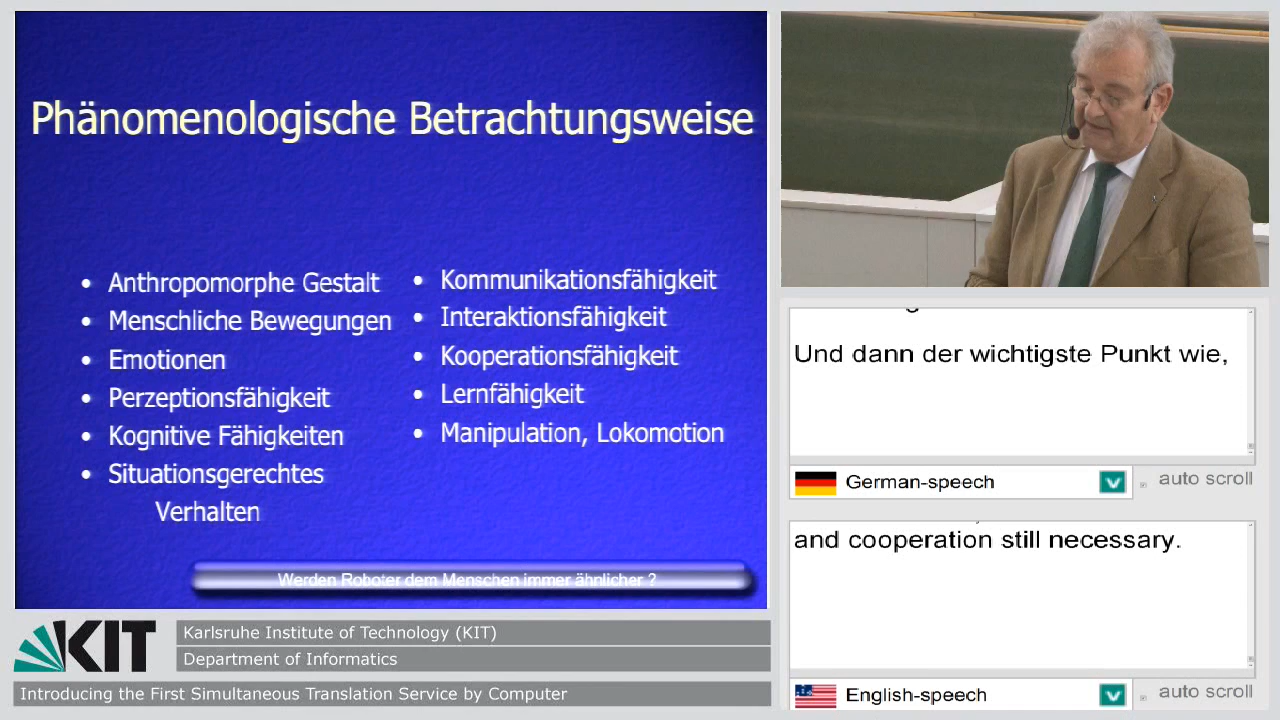 Phänomenologische Betrachtungsweise
• Anthropomorphe Gestalt
• Menschliche Bewegungen
• Emotionen
• Perzeptionsfähigkeit
• Kognitive Fähigkeiten
• Situationsgerechtes
Verhalten
• Kommunikationsfähigkeit
• Interaktionsfähigkeit
• Kooperationsfähigkeit
• Lernfähigkeit
• Manipulation, Lokomotion
Werden Roboter dem Menschen immer ähnlicher ?
Und dann der wichtigste Punkt wie,
German-speech
auto scroll
and cooperation still necessary.
English-speech
auto scroll
KIT
Karlsruhe Institute of Technology (KIT)
Department of Informatics
Introducing the First Simultaneous Translation Service by Computer